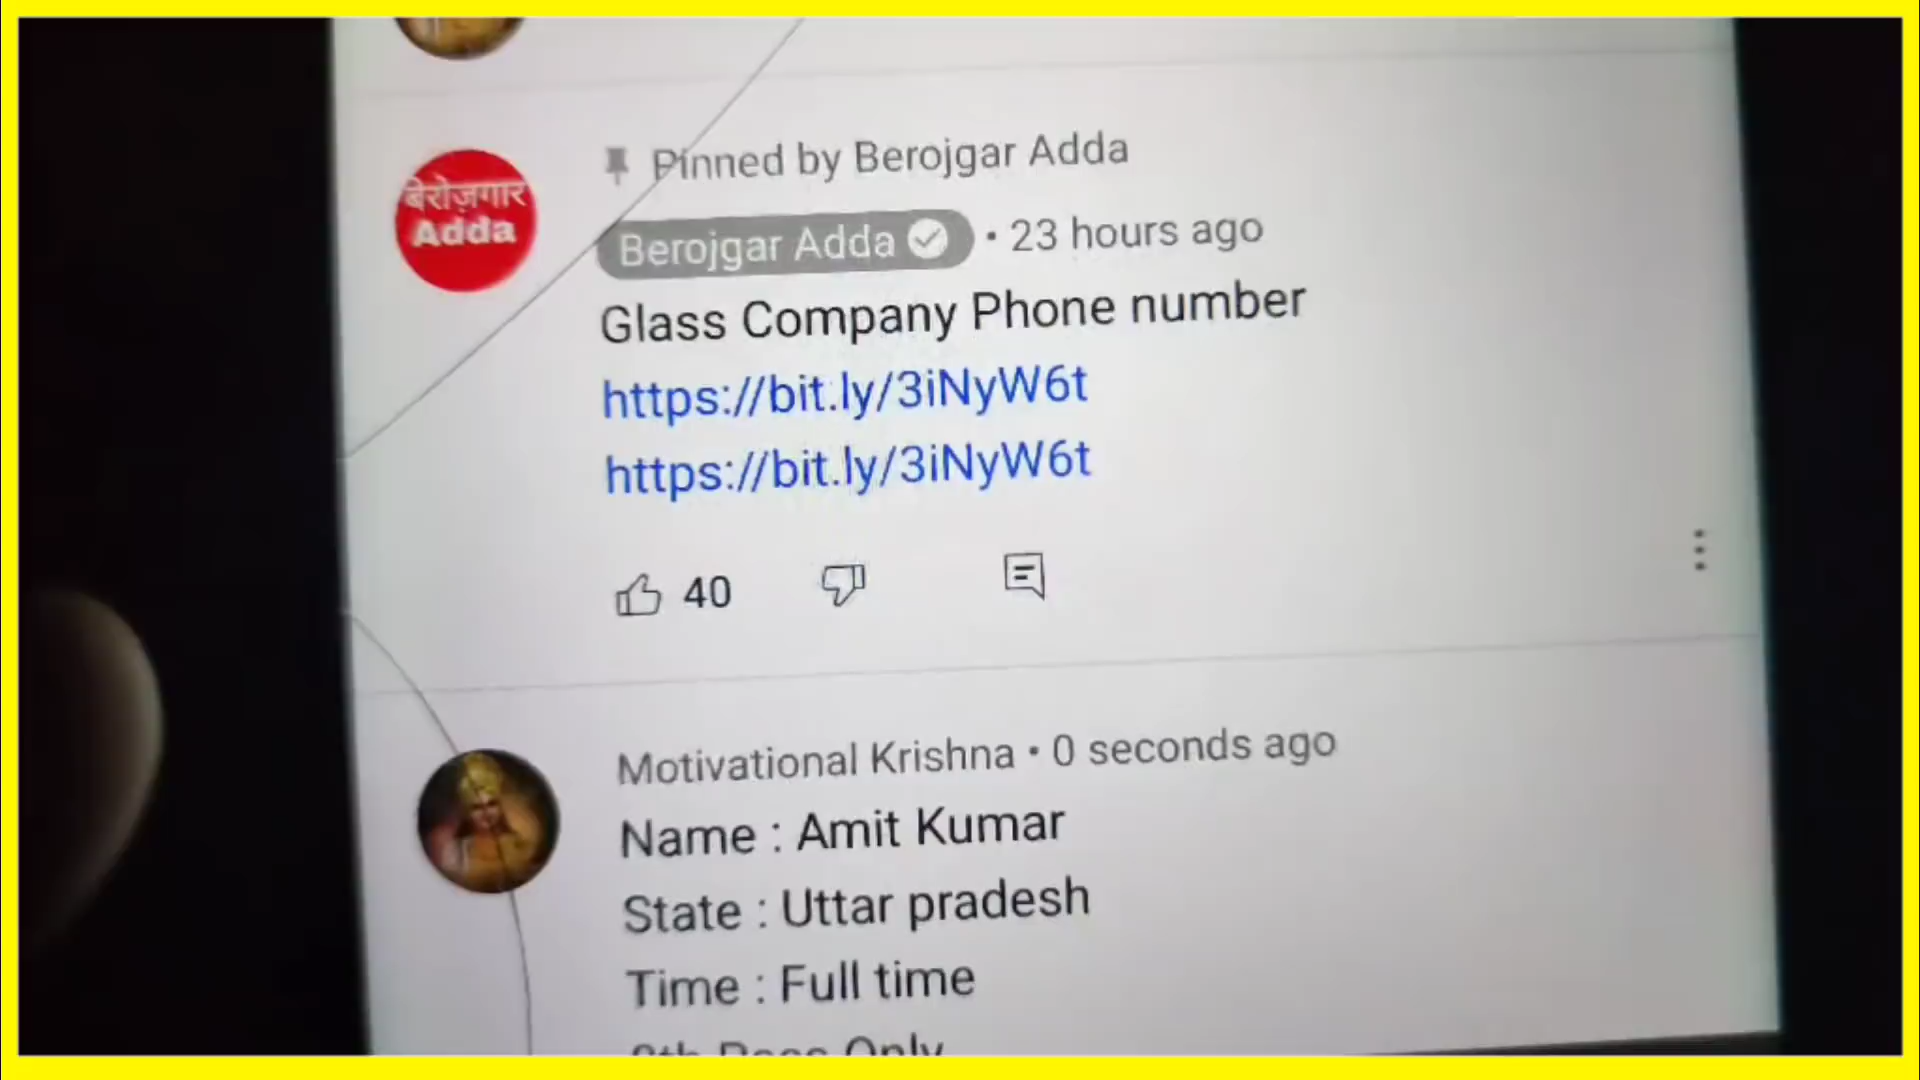 Pinned by Berojgar Adda
बेरोज़गार
Adda
Berojgar Adda • 23 hours ago
Glass Company Phone number
https://bit.ly/3iNyW6t
https://bit.ly/3iNyW6t
40
Motivational Krishna • 0 seconds ago
Name : Amit Kumar
State : Uttar pradesh
Time : Full time
Only